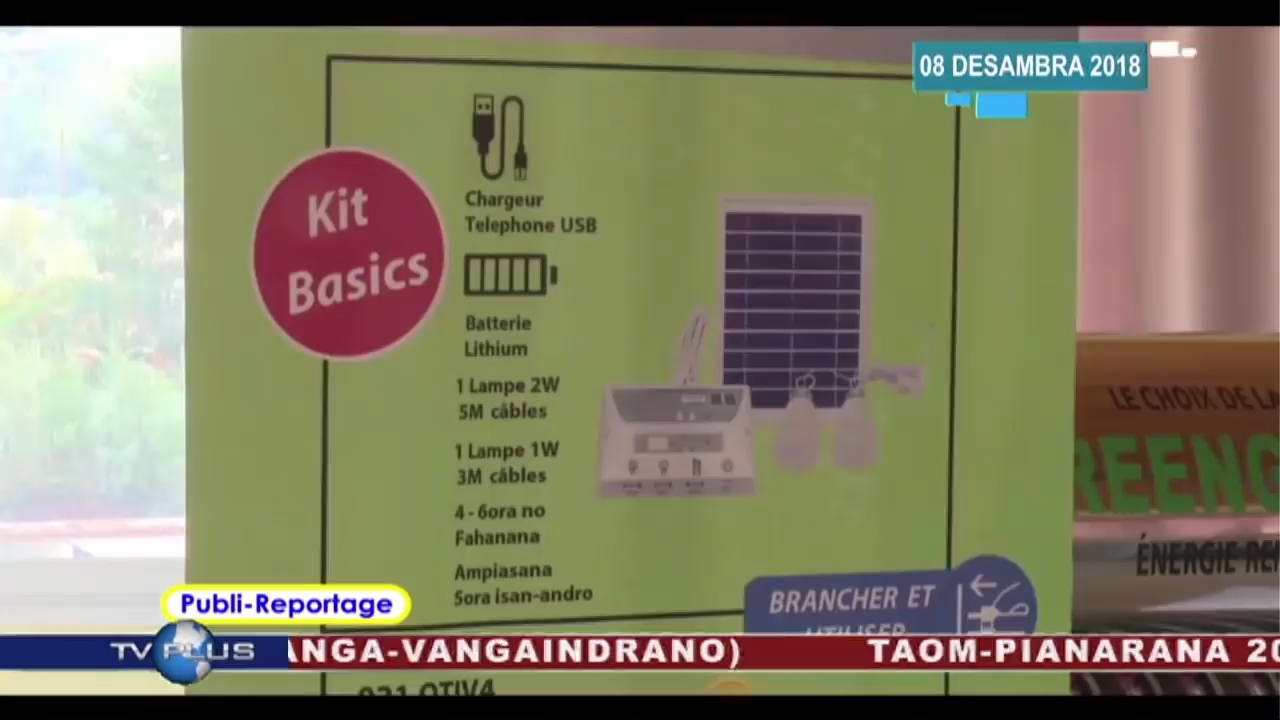 08 DESAMBRA 2018
Kit
Basics
Chargeur
Telephone USB
Batterie
Lithium
1 Lampe 2W
5M câbles
1 Lampe 1W
3M câbles
4-6ora no
Fahanana
Ampiasana
5ora isan-andro
BRANCHER ET
UTILISER
LE CHOIX DE LA
REENG
ÉNERGIE RE
Publi-Reportage
TV PLUS
ANGA-VANGAINDRANO) TAOM-PIANARANA 20